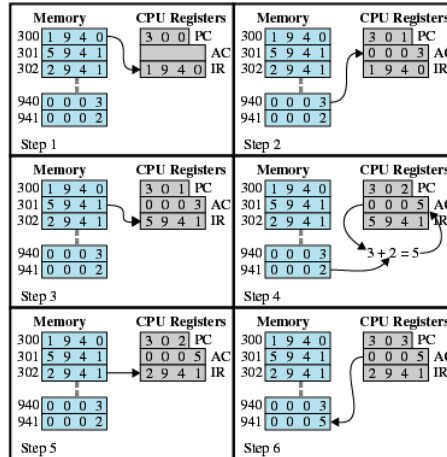 Memory CPU Registers
300 1 9 4 0 3 0 0 PC
301 5 9 4 1 AC
302 2 9 4 1 1 9 4 0 IR
940 0 0 0 3
941 0 0 0 2
Step 1
Memory CPU Registers
300 1 9 4 0 3 0 1 PC
301 5 9 4 1 0 0 0 3 AC
302 2 9 4 1 1 9 4 0 IR
940 0 0 0 3
941 0 0 0 2
Step 2
Memory CPU Registers
300 1 9 4 0 3 0 1 PC
301 5 9 4 1 0 0 0 3 AC
302 2 9 4 1 5 9 4 1 IR
940 0 0 0 3
941 0 0 0 2
Step 3
Memory CPU Registers
300 1 9 4 0 3 0 2 PC
301 5 9 4 1 0 0 0 5 AC
302 2 9 4 1 5 9 4 1 IR
940 0 0 0 3 3 + 2 = 5
941 0 0 0 2
Step 4
Memory CPU Registers
300 1 9 4 0 3 0 2 PC
301 5 9 4 1 0 0 0 5 AC
302 2 9 4 1 2 9 4 1 IR
940 0 0 0 3
941 0 0 0 2
Step 5
Memory CPU Registers
300 1 9 4 0 3 0 3 PC
301 5 9 4 1 0 0 0 5 AC
302 2 9 4 1 2 9 4 1 IR
940 0 0 0 3
941 0 0 0 5
Step 6